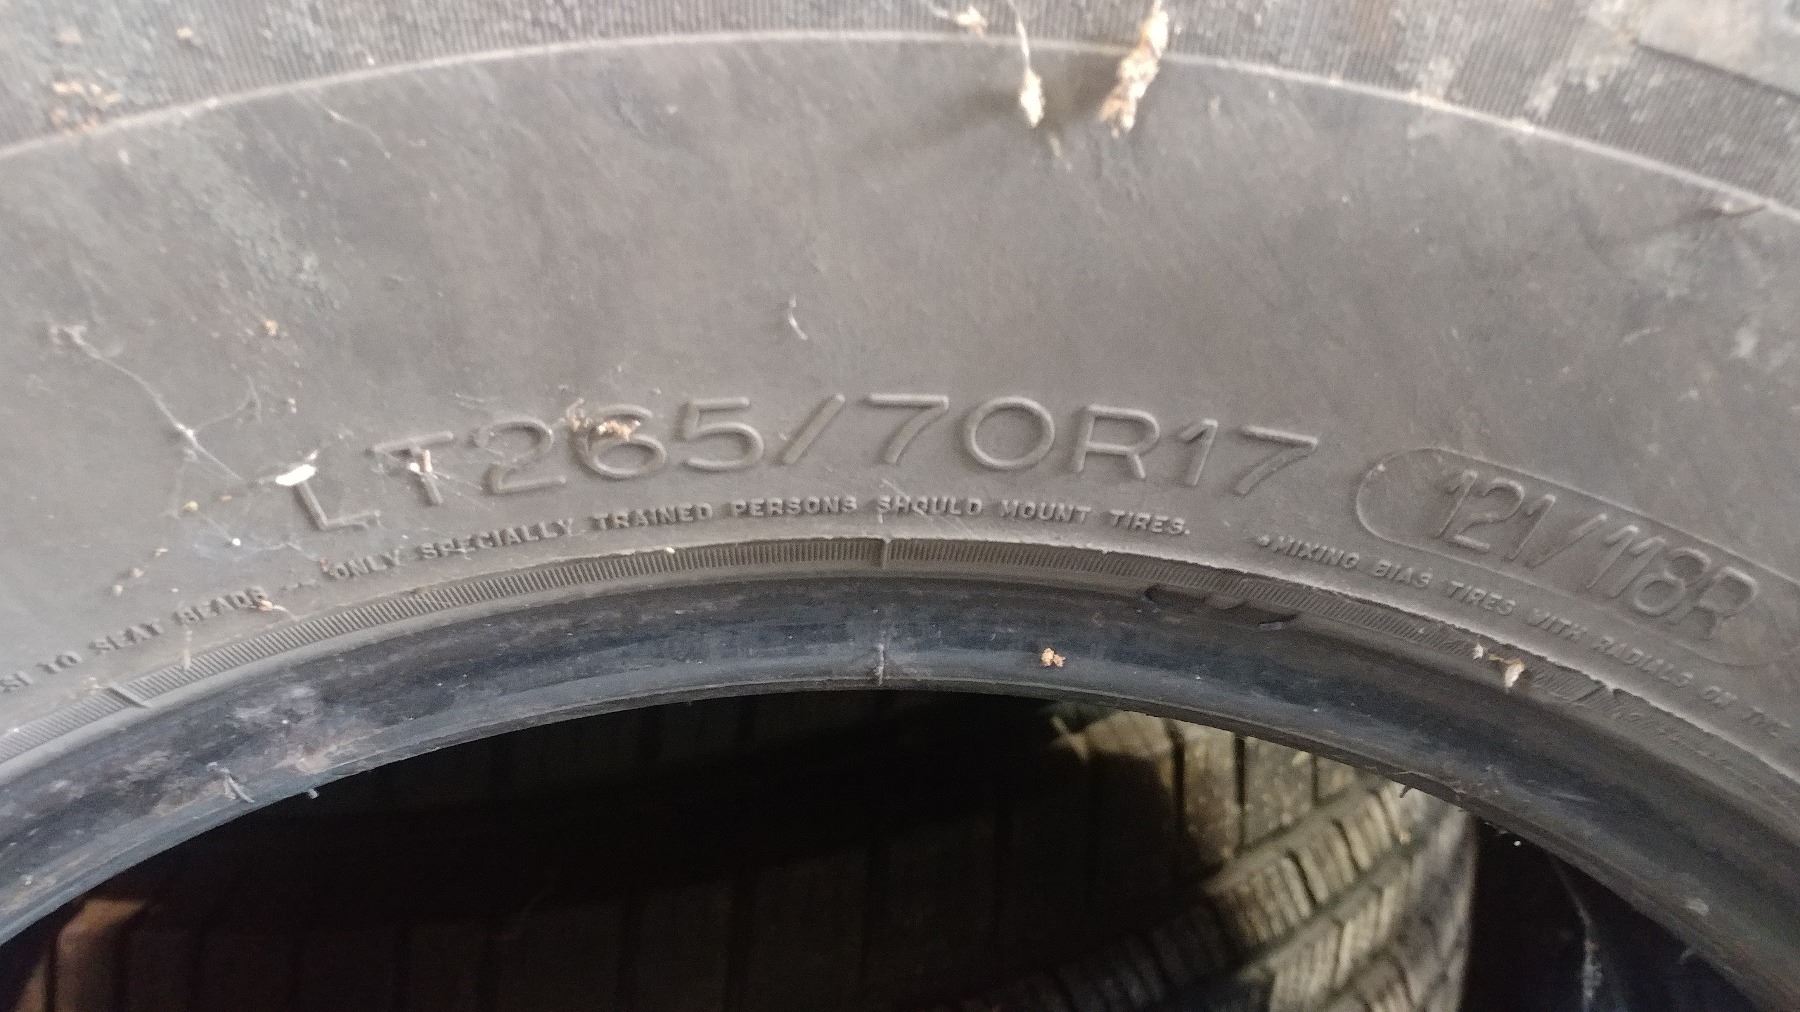 LT265/70R17 121/118R
SI TO SEAT BEADS ... ONLY SPECIALLY TRAINED PERSONS SHOULD MOUNT TIRES. •MIXING BIAS TIRES WITH RADIALS ON THE